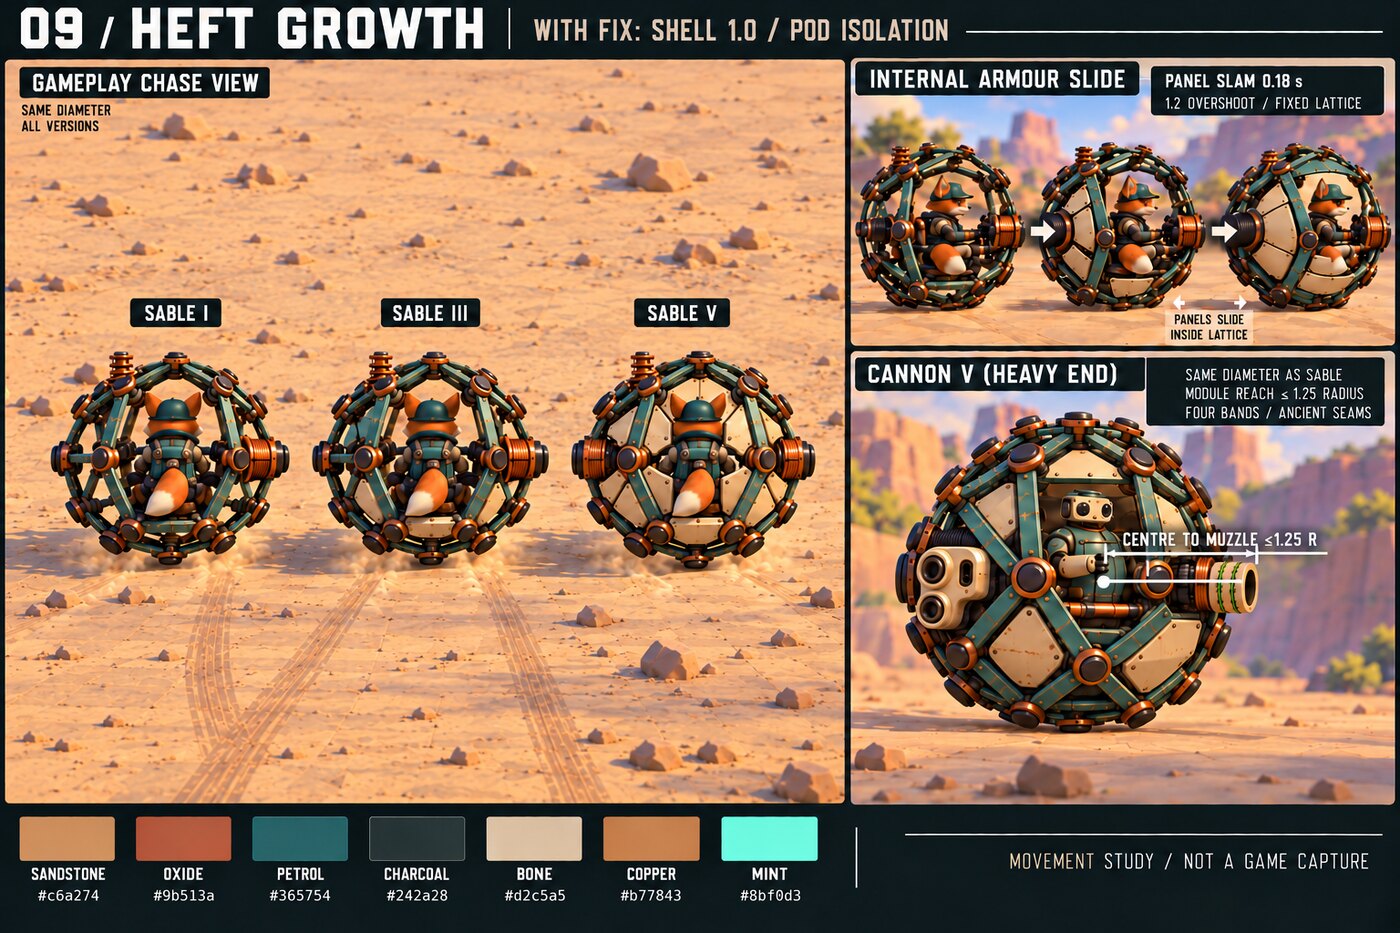 09 / HEFT GROWTH
WITH FIX: SHELL 1.0 / POD ISOLATION
GAMEPLAY CHASE VIEW
SAME DIAMETER
ALL VERSIONS
SABLE I
SABLE III
SABLE V
INTERNAL ARMOUR SLIDE
PANEL SLAM 0.18 s
1.2 OVERSHOOT / FIXED LATTICE
PANELS SLIDE
INSIDE LATTICE
CANNON V (HEAVY END)
SAME DIAMETER AS SABLE
MODULE REACH ≤ 1.25 RADIUS
FOUR BANDS / ANCIENT SEAMS
CENTRE TO MUZZLE ≤1.25 R
SANDSTONE
#c6a274
OXIDE
#9b513a
PETROL
#365754
CHARCOAL
#242a28
BONE
#d2c5a5
COPPER
#b77843
MINT
#8bf0d3
MOVEMENT STUDY / NOT A GAME CAPTURE